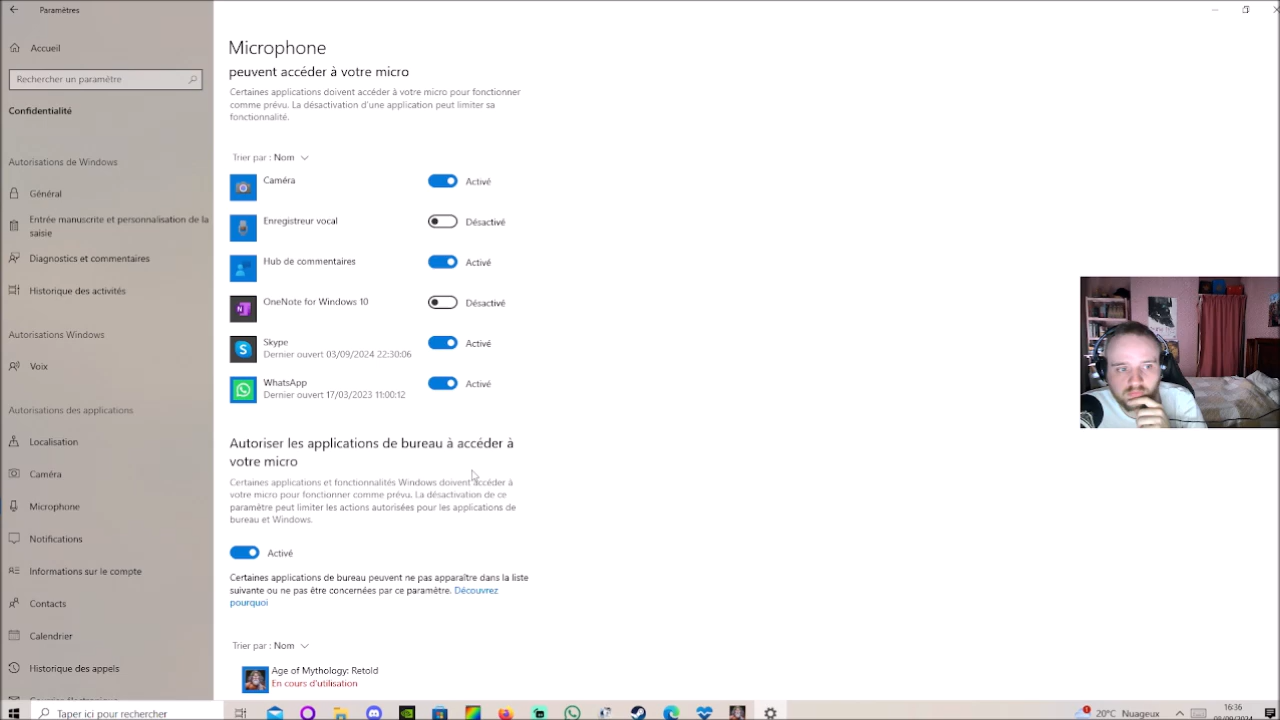 Paramètres
Accueil
Rechercher un paramètre
Confidentialité
Autorisations de Windows
Général
Entrée manuscrite et personnalisation de la
saisie
Diagnostics et commentaires
Historique des activités
Autorisations Windows
Voix
Autorisations des applications
Localisation
Caméra
Microphone
Notifications
Informations sur le compte
Contacts
Calendrier
Historique des appels
Microphone
peuvent accéder à votre micro
Certaines applications doivent accéder à votre micro pour fonctionner
comme prévu. La désactivation d'une application peut limiter sa
fonctionnalité.
Trier par : Nom
Caméra Activé
Enregistreur vocal Désactivé
Hub de commentaires Activé
OneNote for Windows 10 Désactivé
Skype Activé
Dernier ouvert 03/09/2024 22:30:06
WhatsApp Activé
Dernier ouvert 17/03/2023 11:00:12
Autoriser les applications de bureau à accéder à
votre micro
Certaines applications et fonctionnalités Windows doivent accéder à
votre micro pour fonctionner comme prévu. La désactivation de ce
paramètre peut limiter les actions autorisées pour les applications de
bureau et Windows.
Activé
Certaines applications de bureau peuvent ne pas apparaître dans la liste
suivante ou ne pas être concernées par ce paramètre. Découvrez
pourquoi
Trier par : Nom
Age of Mythology: Retold
En cours d'utilisation
Taper ici pour rechercher
20°C Nuageux
16:36